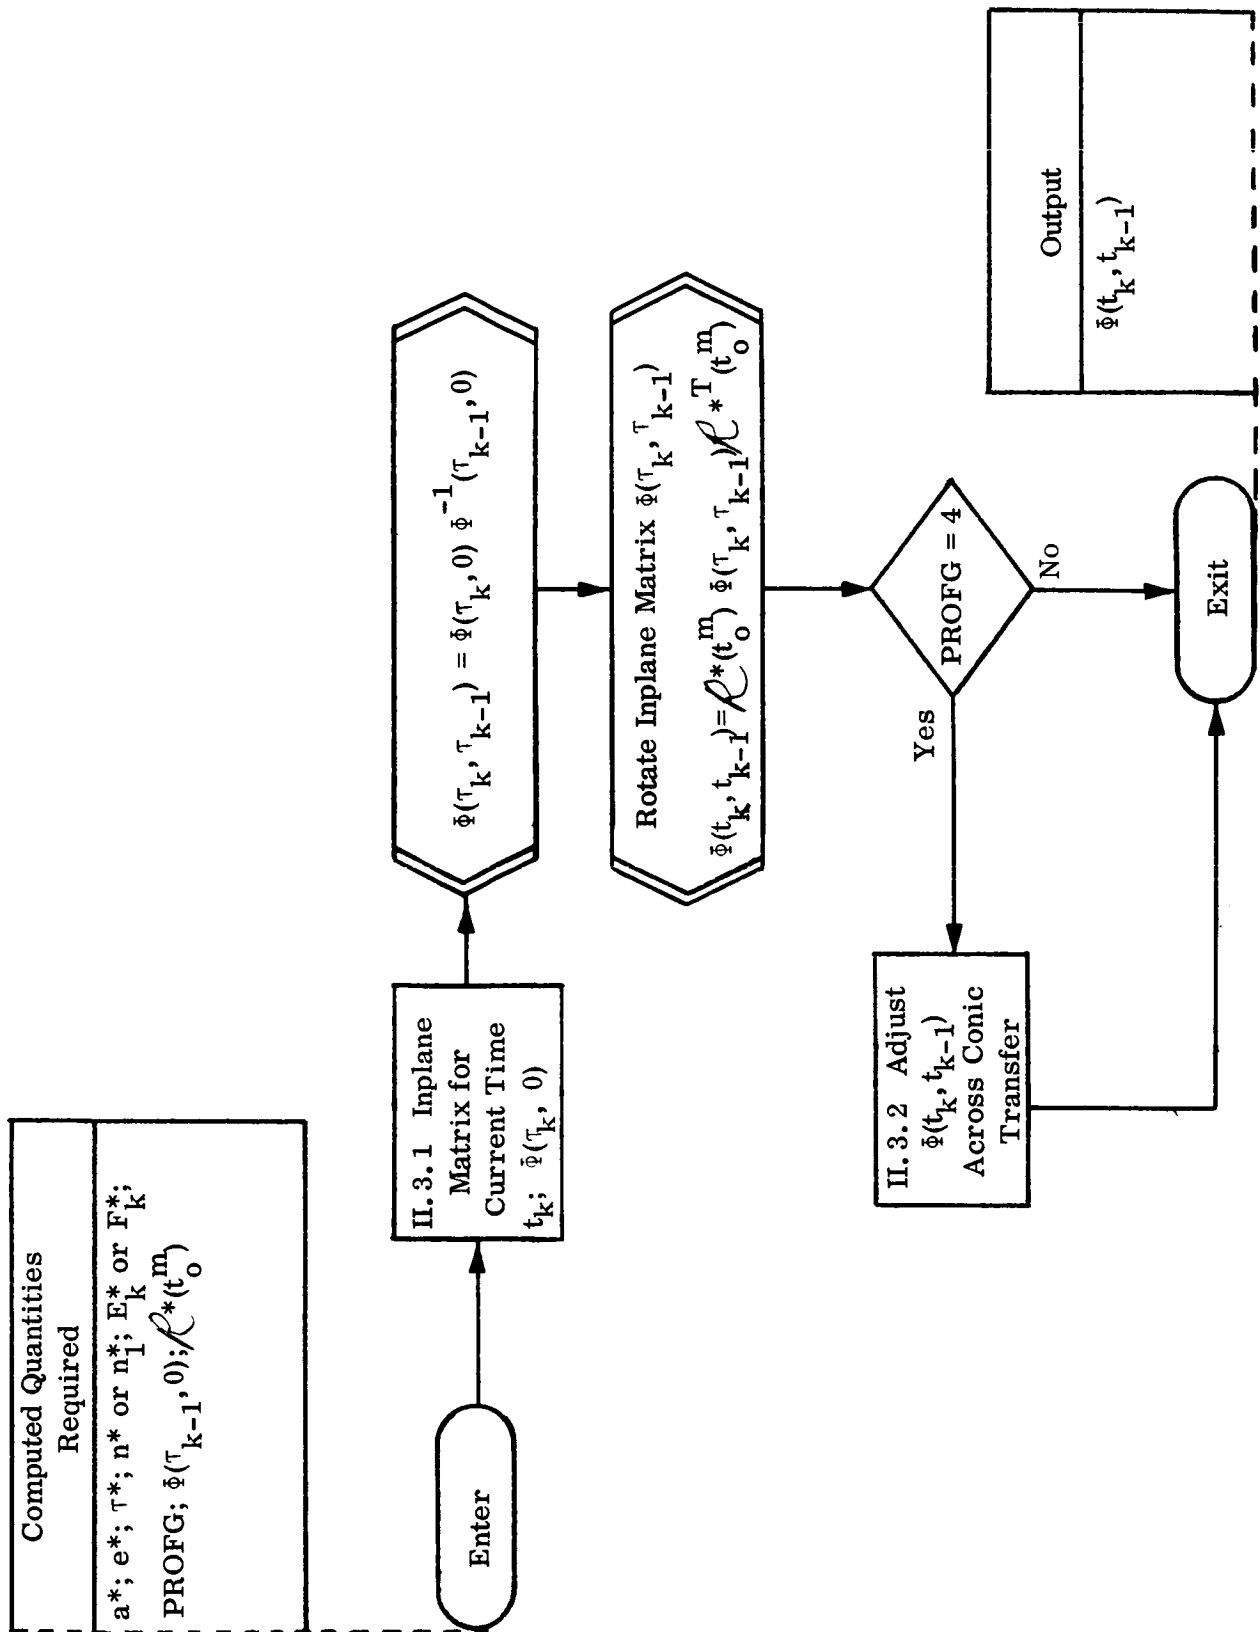 Computed Quantities
Required
a*; e*; τ*; n* or n₁*; E*ₖ or F*ₖ;
PROFG; Φ(τₖ₋₁, 0); ℛ*(tₒᵐ)
Enter
II.3.1 Inplane
Matrix for
Current Time
tₖ; Φ(τₖ, 0)
Φ(τₖ, τₖ₋₁) = Φ(τₖ, 0) Φ⁻¹(τₖ₋₁, 0)
Rotate Inplane Matrix Φ(τₖ, τₖ₋₁)
Φ(tₖ, tₖ₋₁) = ℛ*(tₒᵐ) Φ(τₖ, τₖ₋₁) ℛ*ᵀ(tₒᵐ)
PROFG = 4
Yes
No
II.3.2 Adjust
Φ(tₖ, tₖ₋₁)
Across Conic
Transfer
Exit
Output
Φ(tₖ, tₖ₋₁)